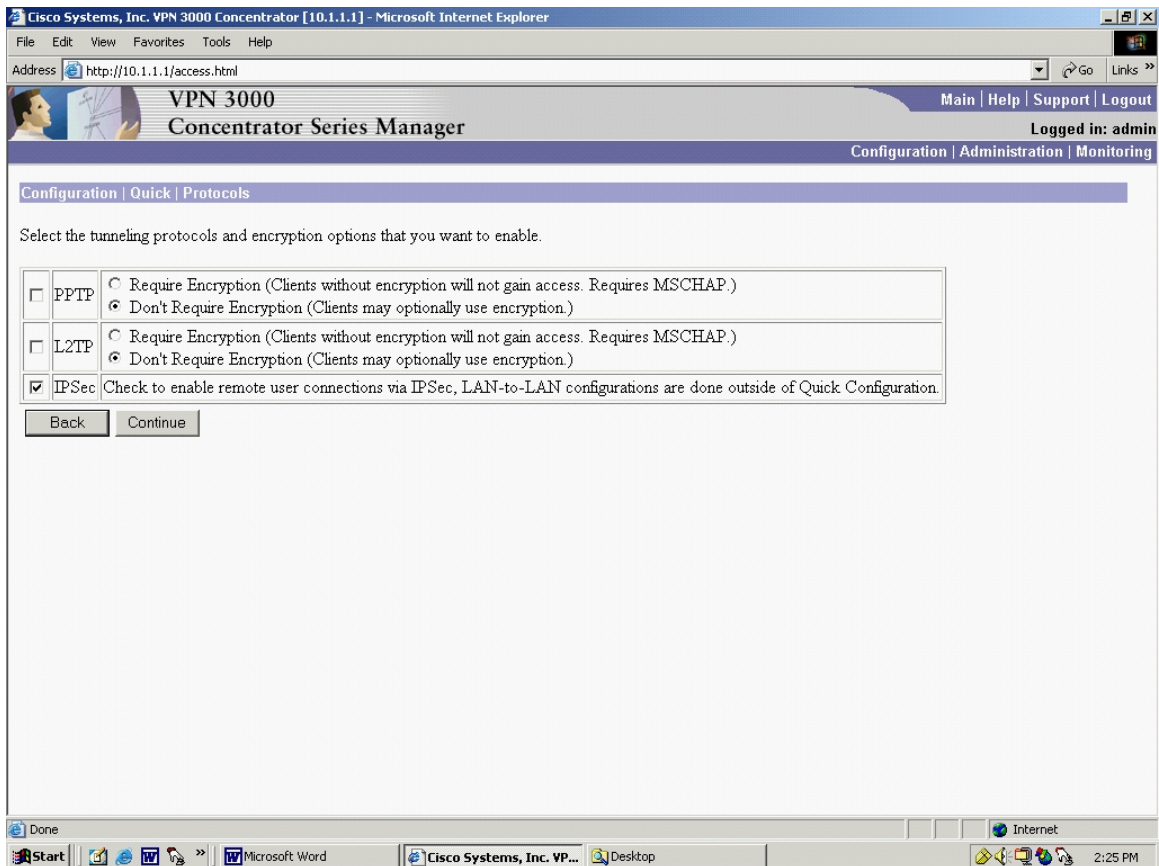 Cisco Systems, Inc. VPN 3000 Concentrator [10.1.1.1] - Microsoft Internet Explorer
File Edit View Favorites Tools Help
Address http://10.1.1.1/access.html Go Links »
VPN 3000
Concentrator Series Manager
Main | Help | Support | Logout
Logged in: admin
Configuration | Administration | Monitoring
Configuration | Quick | Protocols
Select the tunneling protocols and encryption options that you want to enable.
PPTP
Require Encryption (Clients without encryption will not gain access. Requires MSCHAP.)
Don't Require Encryption (Clients may optionally use encryption.)
L2TP
Require Encryption (Clients without encryption will not gain access. Requires MSCHAP.)
Don't Require Encryption (Clients may optionally use encryption.)
IPSec Check to enable remote user connections via IPSec, LAN-to-LAN configurations are done outside of Quick Configuration.
Back Continue
Done Internet
Start » Microsoft Word Cisco Systems, Inc. VP... Desktop 2:25 PM